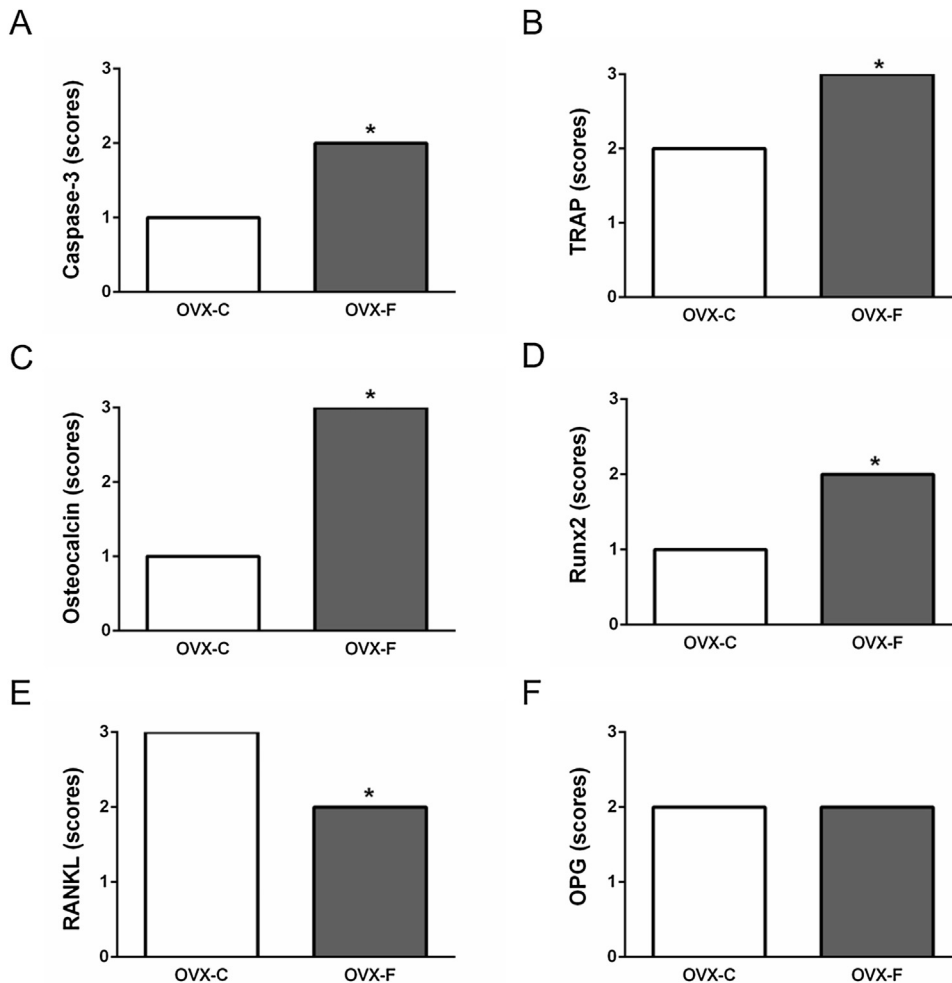 A
Caspase-3 (scores)
3
2
1
0
*
OVX-C OVX-F
B
TRAP (scores)
3
2
1
0
*
OVX-C OVX-F
C
Osteocalcin (scores)
3
2
1
0
*
OVX-C OVX-F
D
Runx2 (scores)
3
2
1
0
*
OVX-C OVX-F
E
RANKL (scores)
3
2
1
0
*
OVX-C OVX-F
F
OPG (scores)
3
2
1
0
OVX-C OVX-F